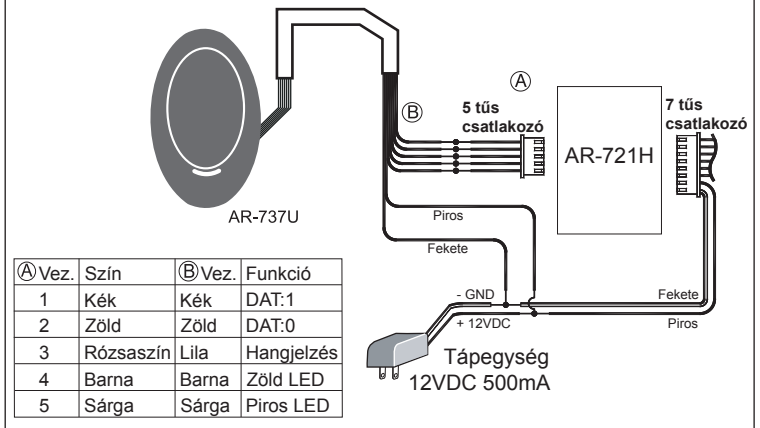 Ⓐ
Ⓑ
5 tűs
csatlakozó
7 tűs
csatlakozó
AR-721H
AR-737U
Piros
Fekete
- GND
+ 12VDC
Fekete
Piros
Tápegység
12VDC 500mA
Ⓐ Vez. Szín Ⓑ Vez. Funkció
1 Kék Kék DAT:1
2 Zöld Zöld DAT:0
3 Rózsaszín Lila Hangjelzés
4 Barna Barna Zöld LED
5 Sárga Sárga Piros LED